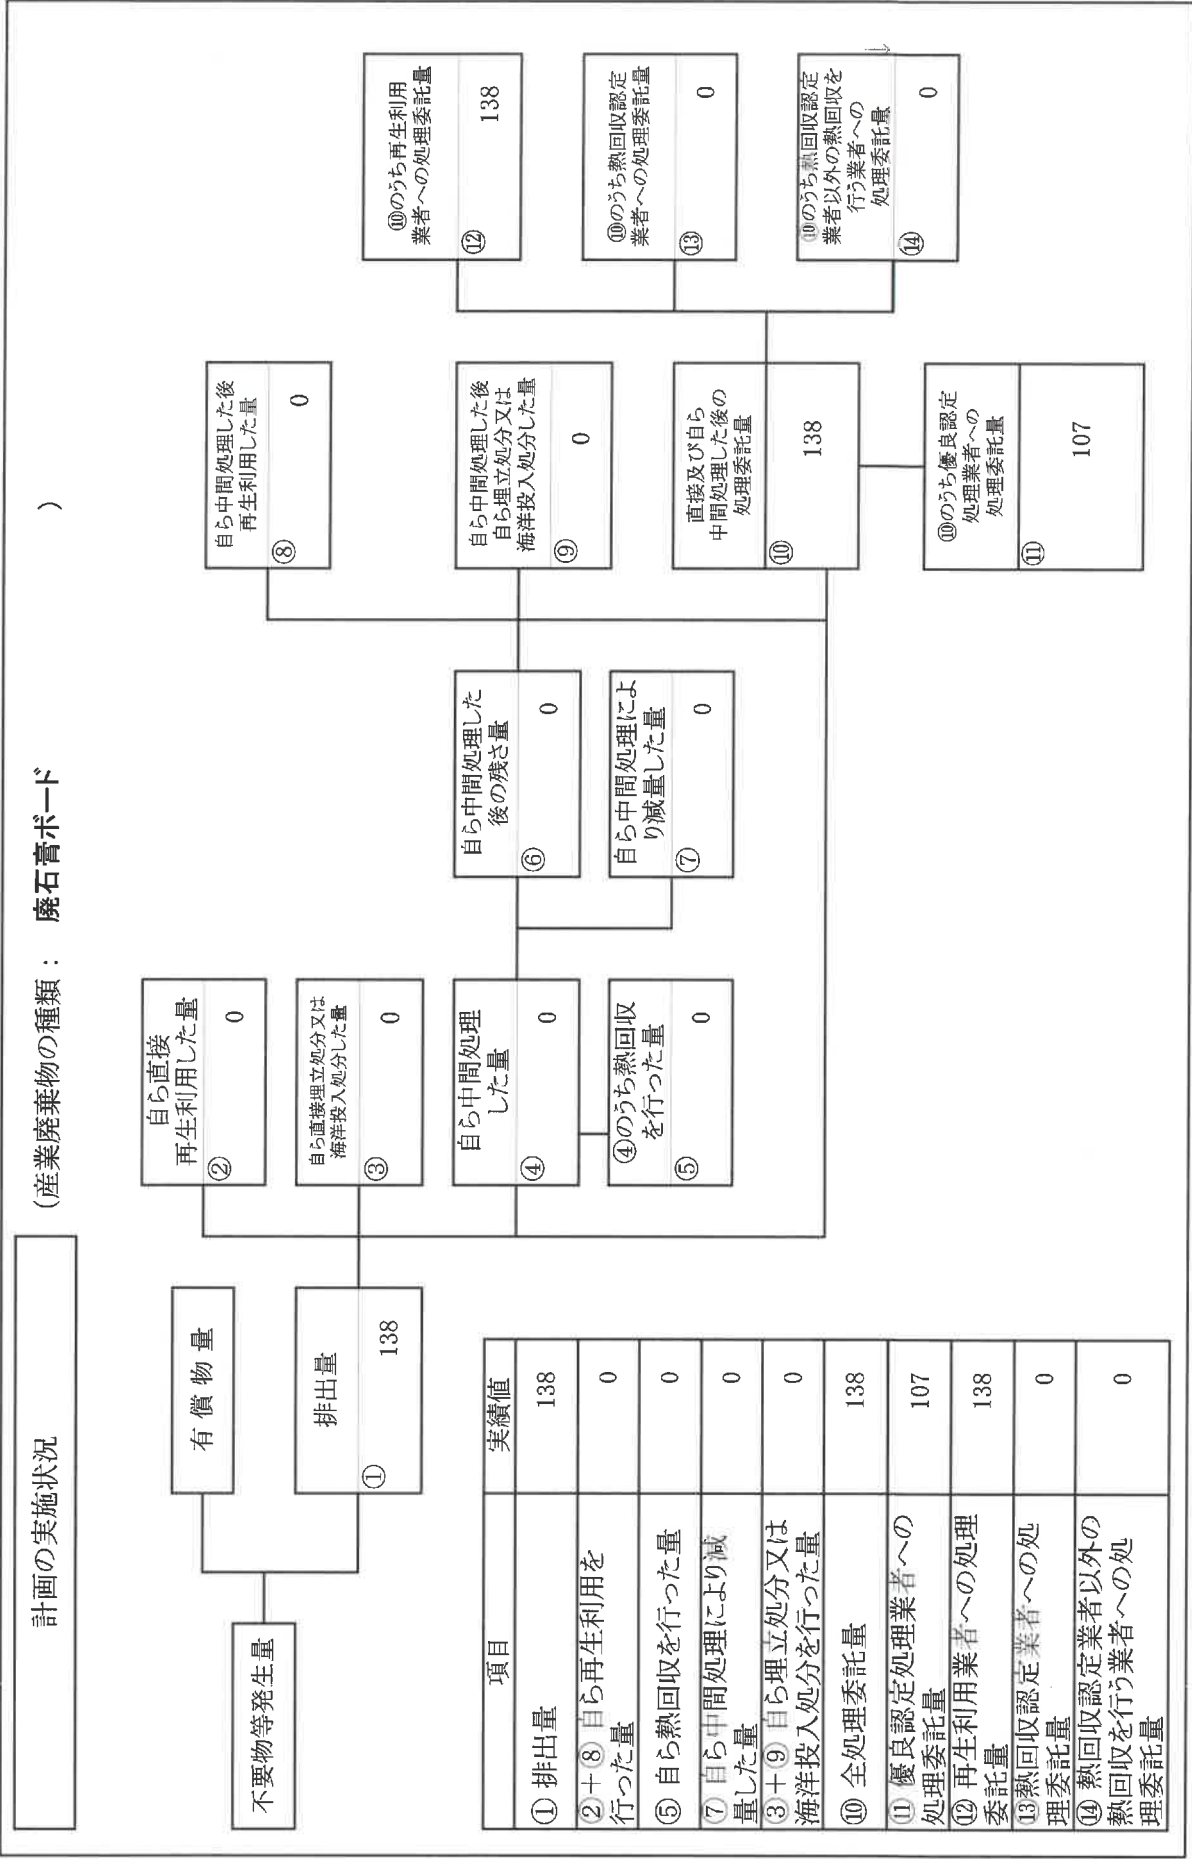 計画の実施状況
(産業廃棄物の種類： 廃石膏ボード )
不要物等発生量
有償物量
排出量
① 138
自ら直接
再生利用した量
② 0
自ら直接埋立処分又は
海洋投入処分した量
③ 0
自ら中間処理
した量
④ 0
④のうち熱回収
を行った量
⑤ 0
自ら中間処理した
後の残さ量
⑥ 0
自ら中間処理によ
り減量した量
⑦ 0
自ら中間処理した後
再生利用した量
⑧ 0
自ら中間処理した後
自ら埋立処分又は
海洋投入処分した量
⑨ 0
直接及び自ら
中間処理した後の
処理委託量
⑩ 138
⑩のうち優良認定
処理業者への
処理委託量
⑪ 107
⑩のうち再生利用
業者への処理委託量
⑫ 138
⑩のうち熱回収認定
業者への処理委託量
⑬ 0
⑩のうち熱回収認定
業者以外の熱回収を
行う業者への
処理委託量
⑭ 0
項目 実績値
① 排出量 138
②＋⑧ 自ら再生利用を
行った量 0
⑤ 自ら熱回収を行った量 0
⑦ 自ら中間処理により減
量した量 0
③＋⑨ 自ら埋立処分又は
海洋投入処分を行った量 0
⑩ 全処理委託量 138
⑪ 優良認定処理業者への
処理委託量 107
⑫ 再生利用業者への処理
委託量 138
⑬熱回収認定業者への処
理委託量 0
⑭ 熱回収認定業者以外の
熱回収を行う業者への処
理委託量 0